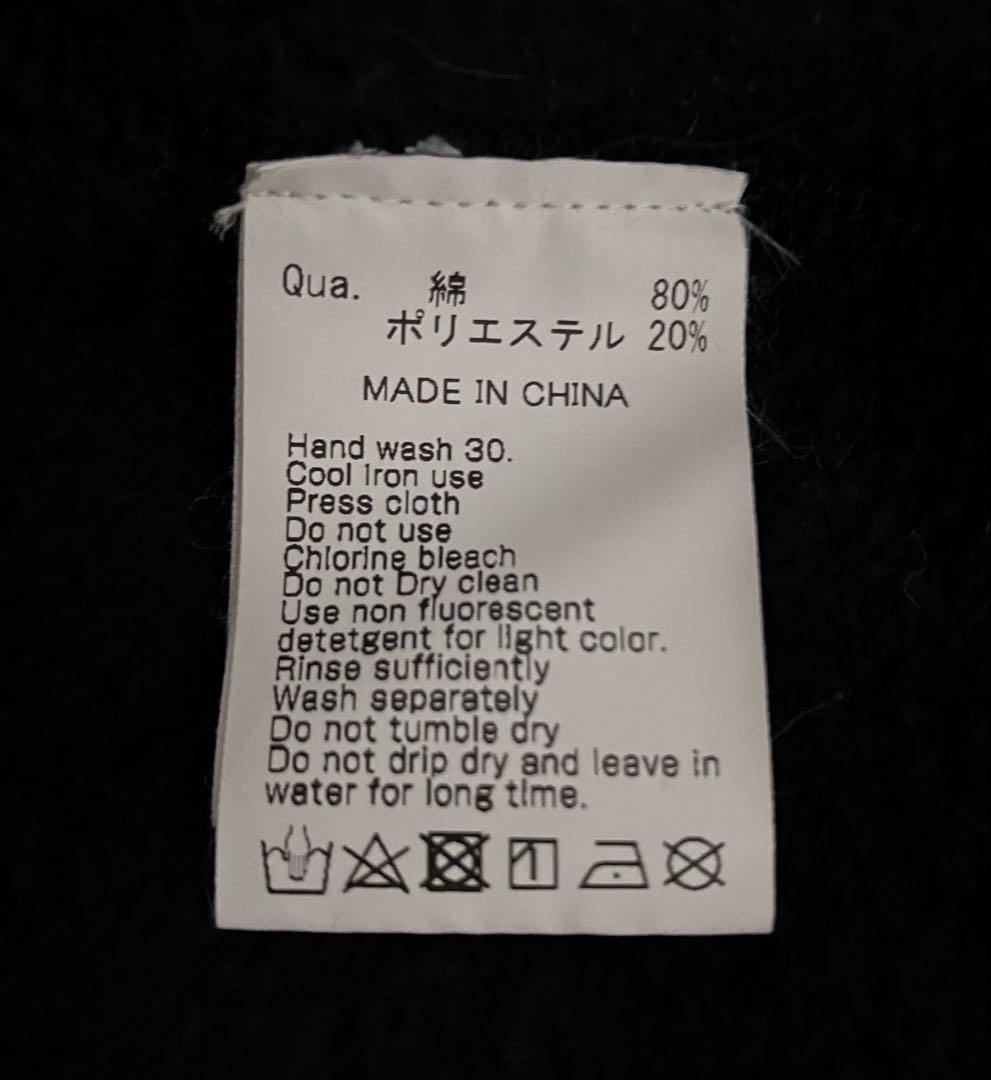 Qua. 綿 80%
ポリエステル 20%
MADE IN CHINA
Hand wash 30.
Cool Iron use
Press cloth
Do not use
Chlorine bleach
Do not Dry clean
Use non fluorescent
detetgent for light color.
Rinse sufficiently
Wash separately
Do not tumble dry
Do not drip dry and leave in
water for long time.